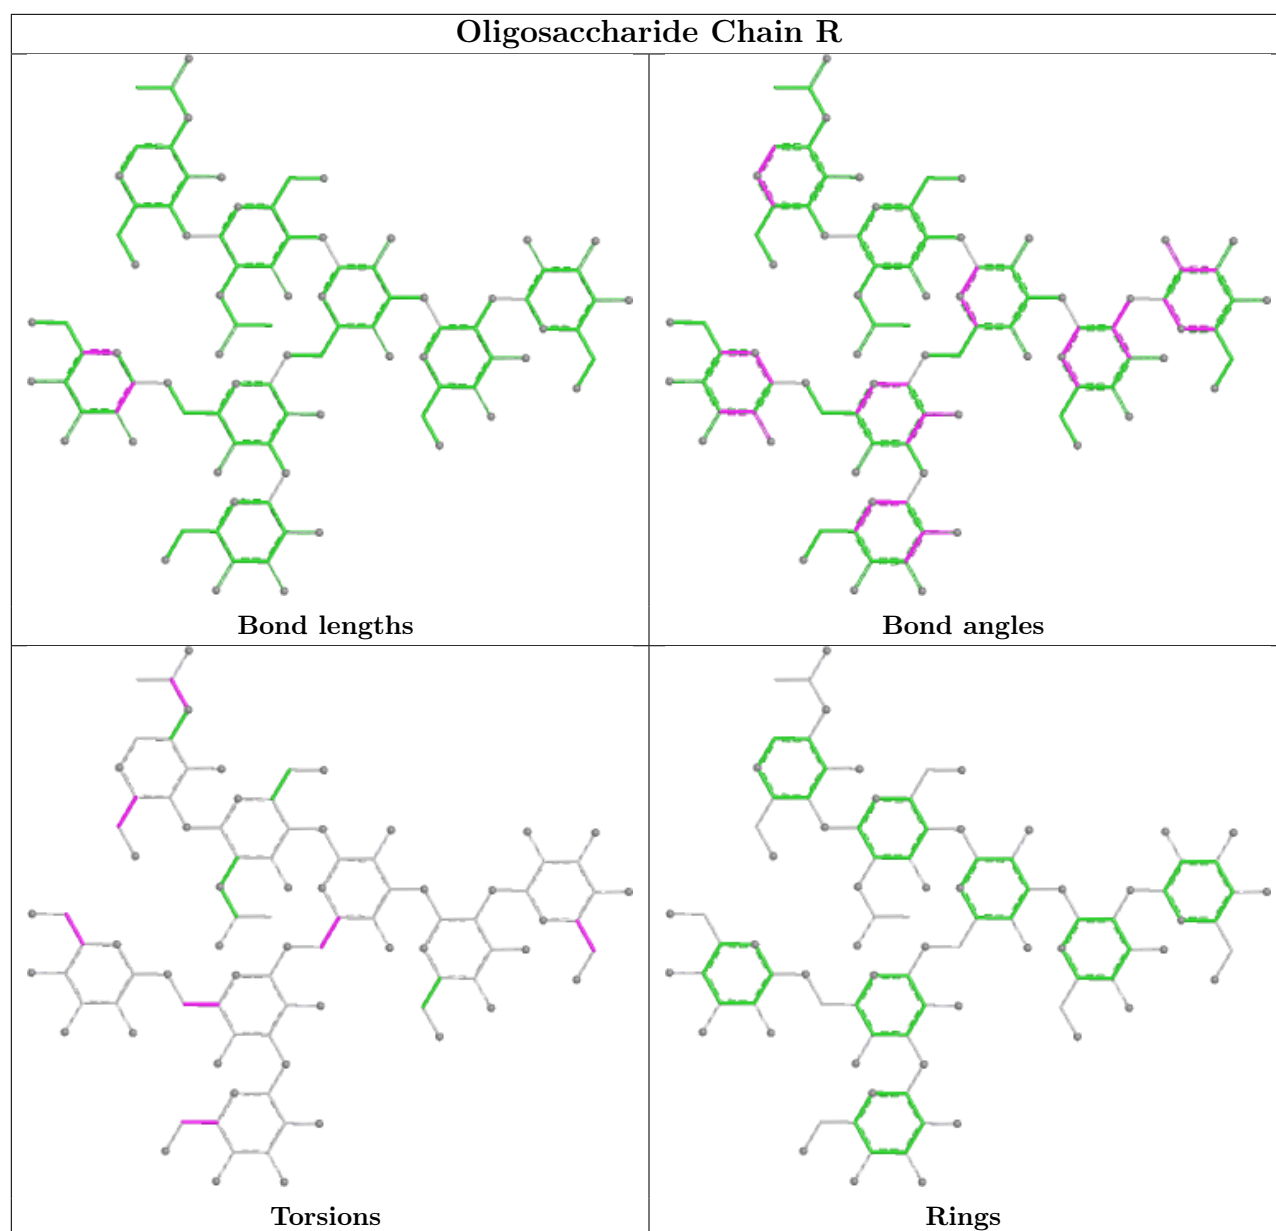 Oligosaccharide Chain R
Bond lengths
Bond angles
Torsions
Rings